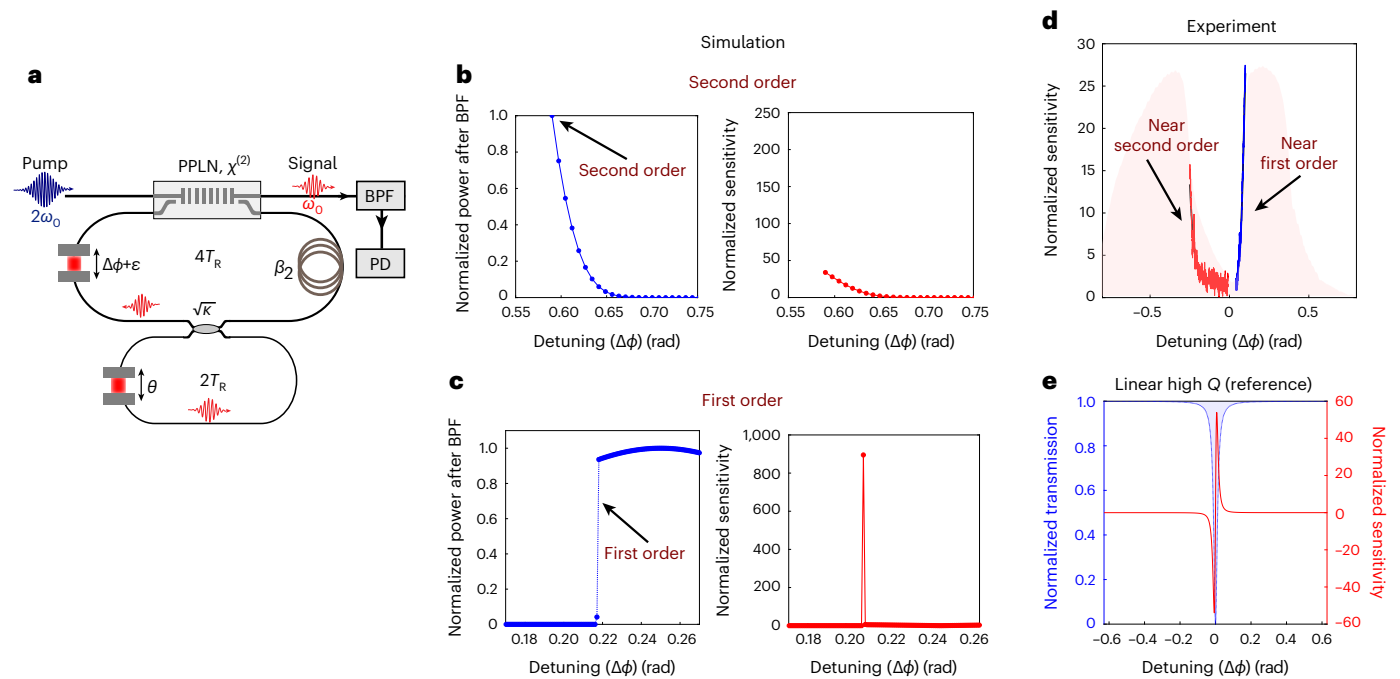 a
Pump
2ω₀
PPLN, χ⁽²⁾
Signal
ω₀
BPF
PD
Δϕ+ε
4T_R
β₂
√κ
θ
2T_R
Simulation
b
Second order
Normalized power after BPF
1.0
0.8
0.6
0.4
0.2
0
0.55
0.60
0.65
0.70
0.75
Second order
Detuning (Δϕ) (rad)
Normalized sensitivity
250
200
150
100
50
0
0.55
0.60
0.65
0.70
0.75
Detuning (Δϕ) (rad)
c
First order
Normalized power after BPF
1.0
0.8
0.6
0.4
0.2
0
0.18
0.20
0.22
0.24
0.26
First order
Detuning (Δϕ) (rad)
Normalized sensitivity
1,000
800
600
400
200
0
0.18
0.20
0.22
0.24
0.26
Detuning (Δϕ) (rad)
d
Experiment
Normalized sensitivity
30
25
20
15
10
5
0
−0.5
0
0.5
Near
second order
Near
first order
Detuning (Δϕ) (rad)
e
Linear high Q (reference)
Normalized transmission
1.0
0.8
0.6
0.4
0.2
0
−0.6
−0.4
−0.2
0
0.2
0.4
0.6
60
40
20
0
−20
−40
−60
Normalized sensitivity
Detuning (Δϕ) (rad)